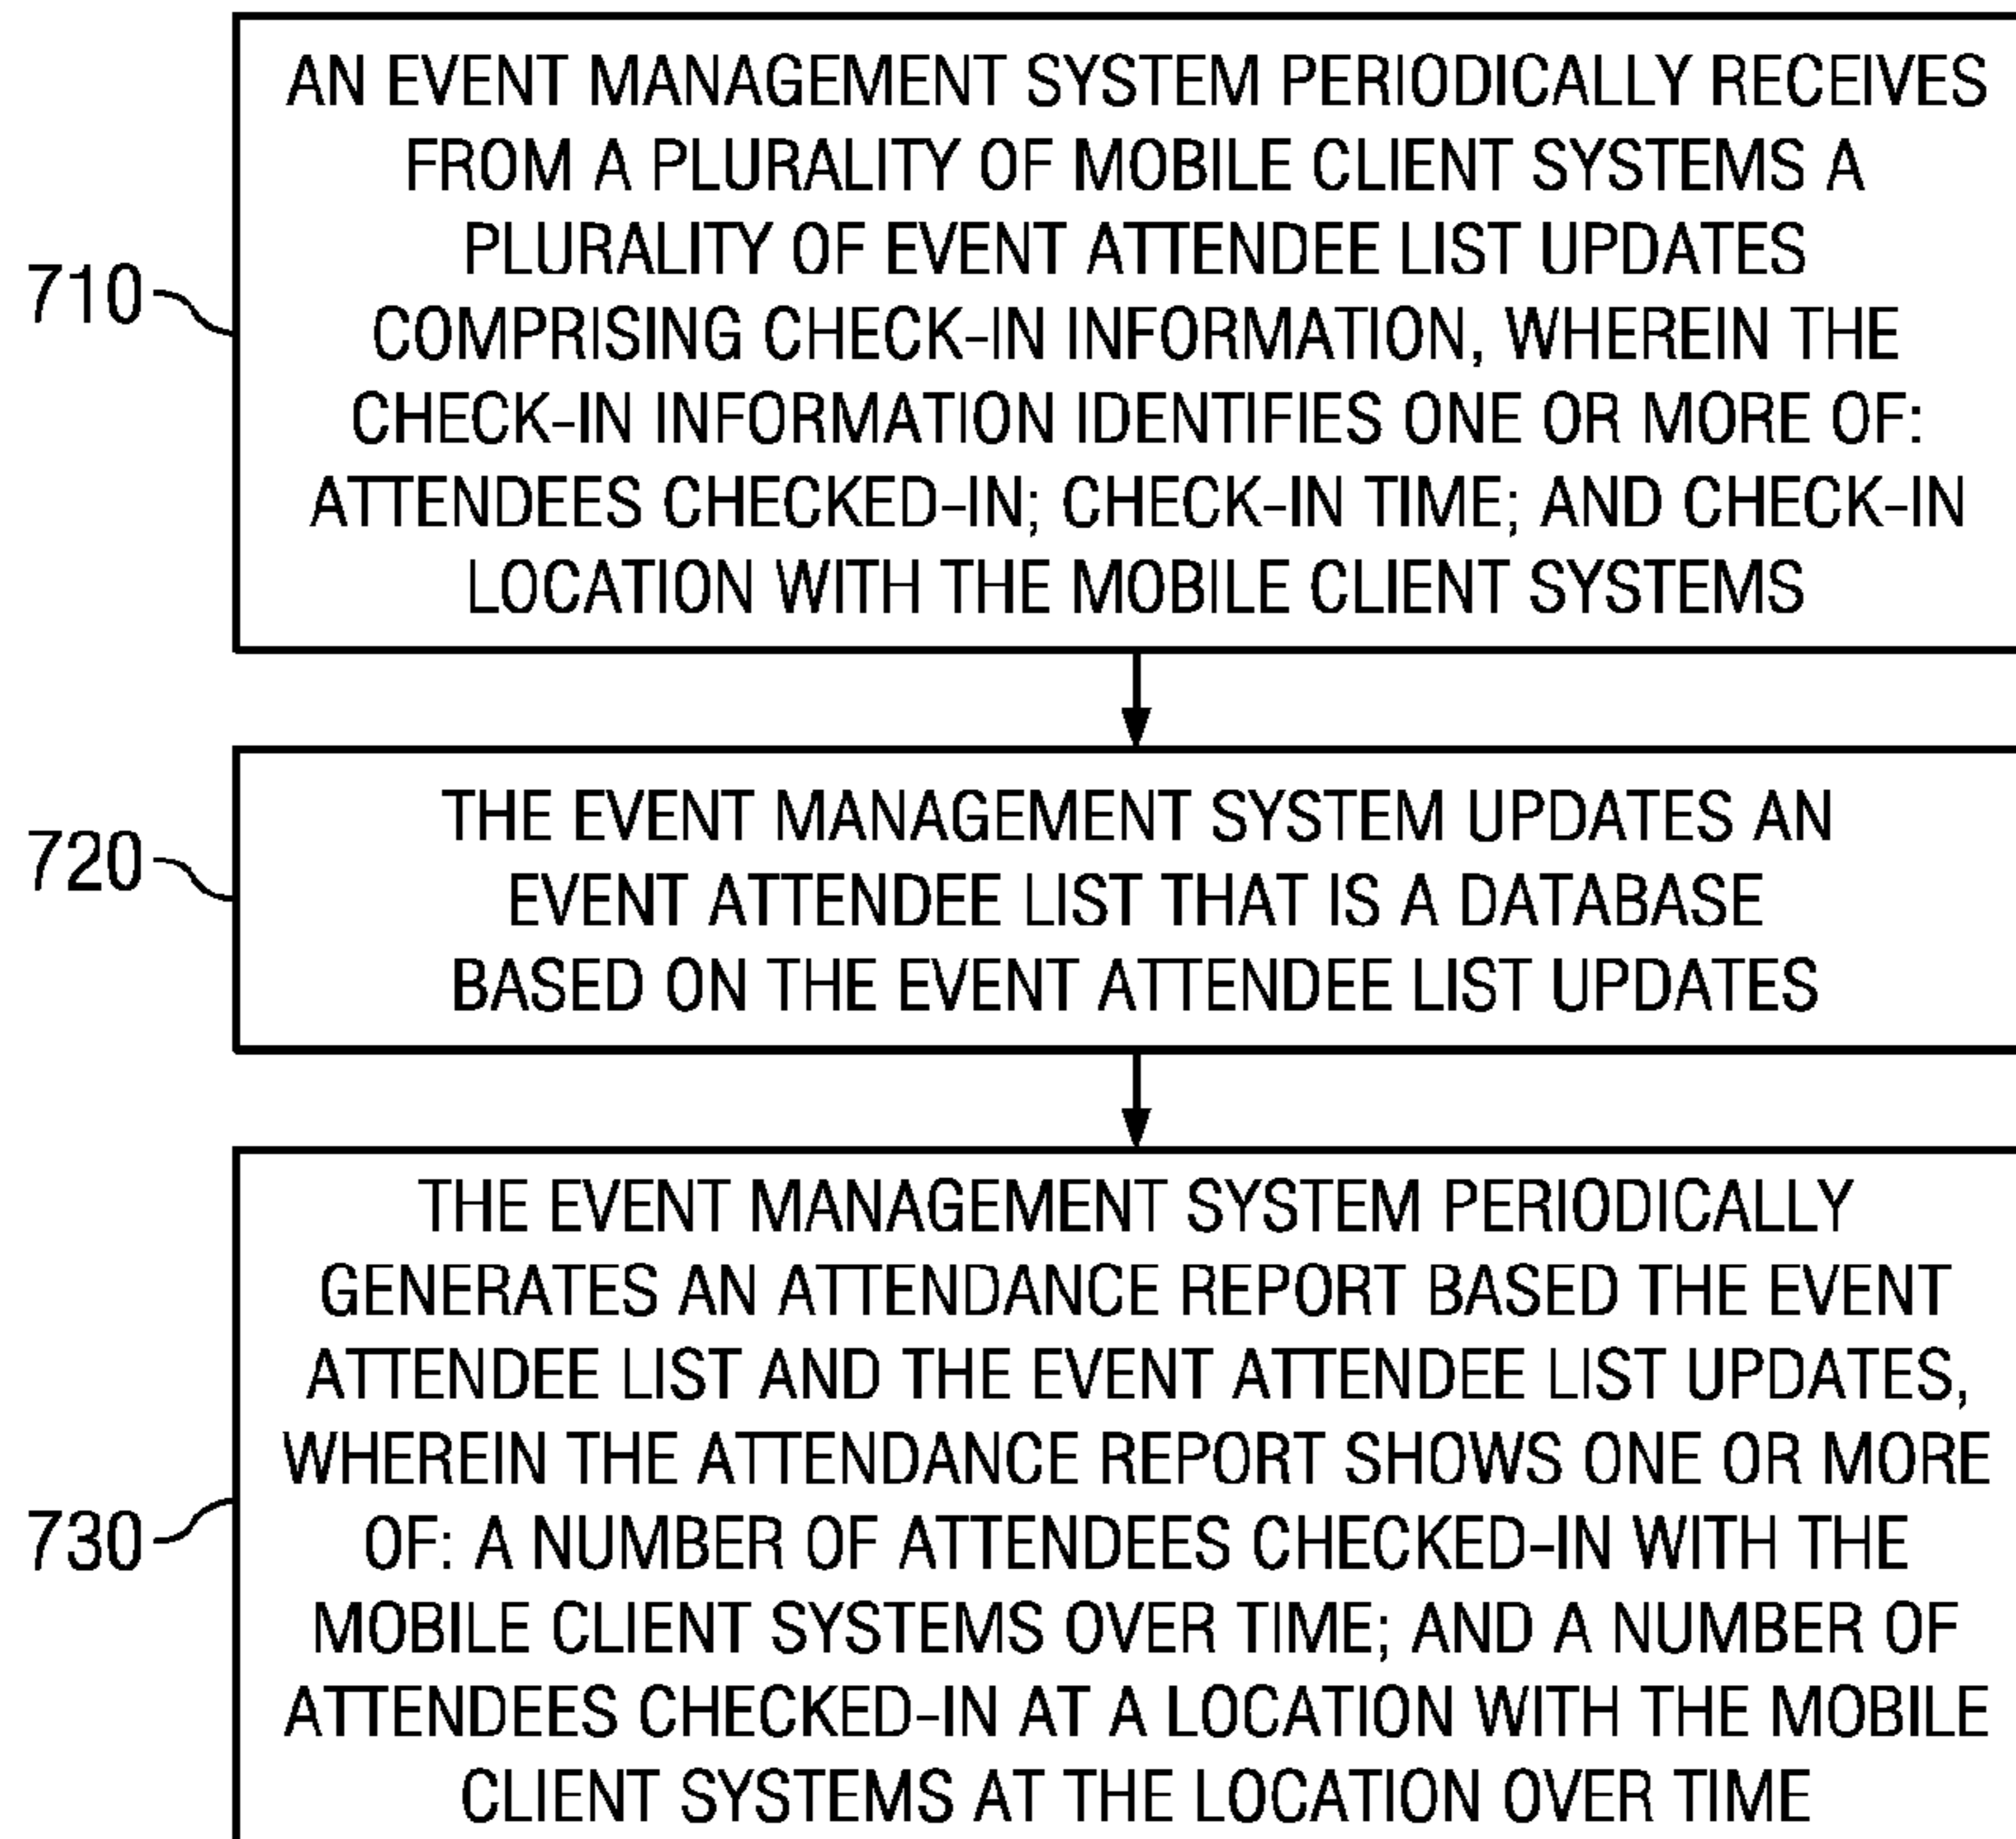 AN EVENT MANAGEMENT SYSTEM PERIODICALLY RECEIVES
FROM A PLURALITY OF MOBILE CLIENT SYSTEMS A
PLURALITY OF EVENT ATTENDEE LIST UPDATES
COMPRISING CHECK-IN INFORMATION, WHEREIN THE
CHECK-IN INFORMATION IDENTIFIES ONE OR MORE OF:
ATTENDEES CHECKED-IN; CHECK-IN TIME; AND CHECK-IN
LOCATION WITH THE MOBILE CLIENT SYSTEMS
710
THE EVENT MANAGEMENT SYSTEM UPDATES AN
EVENT ATTENDEE LIST THAT IS A DATABASE
BASED ON THE EVENT ATTENDEE LIST UPDATES
720
THE EVENT MANAGEMENT SYSTEM PERIODICALLY
GENERATES AN ATTENDANCE REPORT BASED THE EVENT
ATTENDEE LIST AND THE EVENT ATTENDEE LIST UPDATES,
WHEREIN THE ATTENDANCE REPORT SHOWS ONE OR MORE
OF: A NUMBER OF ATTENDEES CHECKED-IN WITH THE
MOBILE CLIENT SYSTEMS OVER TIME; AND A NUMBER OF
ATTENDEES CHECKED-IN AT A LOCATION WITH THE MOBILE
CLIENT SYSTEMS AT THE LOCATION OVER TIME
730